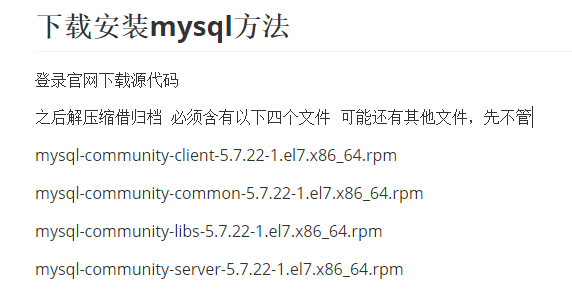 下载安装mysql方法
登录官网下载源代码
之后解压缩借归档 必须含有以下四个文件 可能还有其他文件，先不管
mysql-community-client-5.7.22-1.el7.x86_64.rpm
mysql-community-common-5.7.22-1.el7.x86_64.rpm
mysql-community-libs-5.7.22-1.el7.x86_64.rpm
mysql-community-server-5.7.22-1.el7.x86_64.rpm